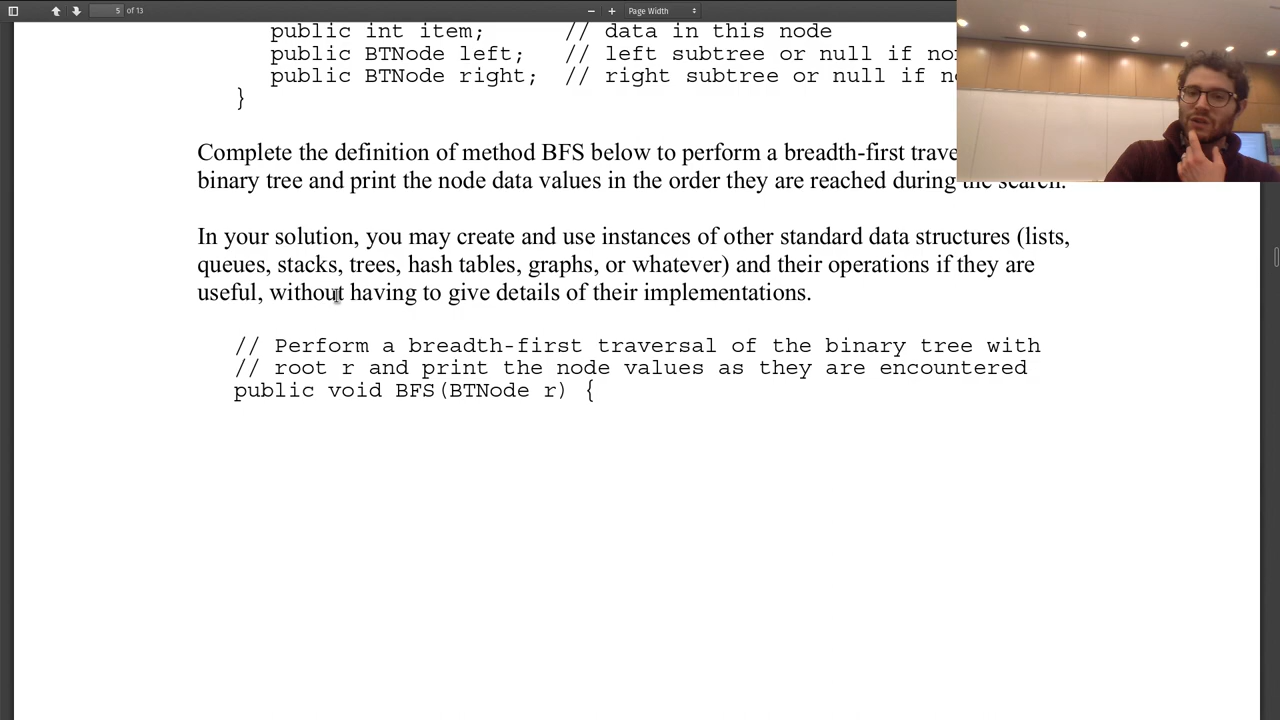 5 of 13
Page Width
public int item; // data in this node
public BTNode left; // left subtree or null if
public BTNode right; // right subtree or null if
}
Complete the definition of method BFS below to perform a breadth-first
binary tree and print the node data values in the order they are reached during the search.
In your solution, you may create and use instances of other standard data structures (lists,
queues, stacks, trees, hash tables, graphs, or whatever) and their operations if they are
useful, without having to give details of their implementations.
// Perform a breadth-first traversal of the binary tree with
// root r and print the node values as they are encountered
public void BFS(BTNode r) {